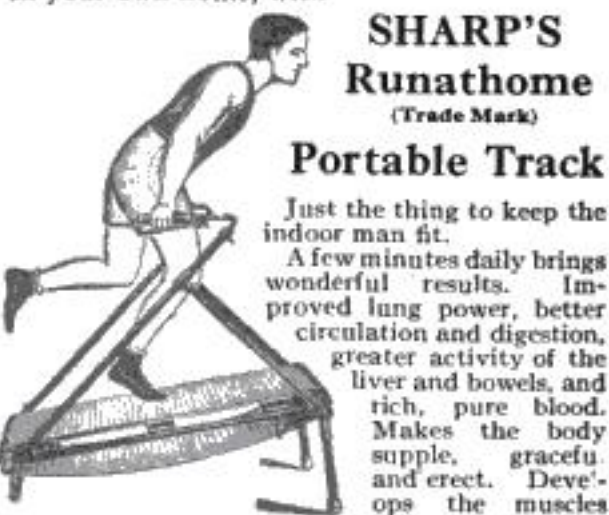 SHARP'S
Runathome
(Trade Mark)
Portable Track
Just the thing to keep the
indoor man fit.
A few minutes daily brings
wonderful results. Im-
proved lung power, better
circulation and digestion,
greater activity of the
liver and bowels, and
rich, pure blood.
Makes the body
supple, gracefu.
and erect. Deve'-
ops the muscles